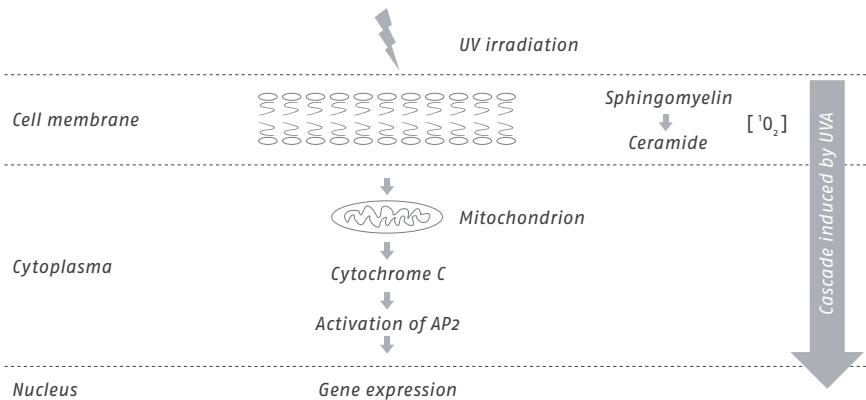 UV irradiation
Cell membrane
Sphingomyelin
Ceramide
[ ¹O₂ ]
Mitochondrion
Cytoplasma
Cytochrome C
Activation of AP2
Nucleus
Gene expression
Cascade induced by UVA